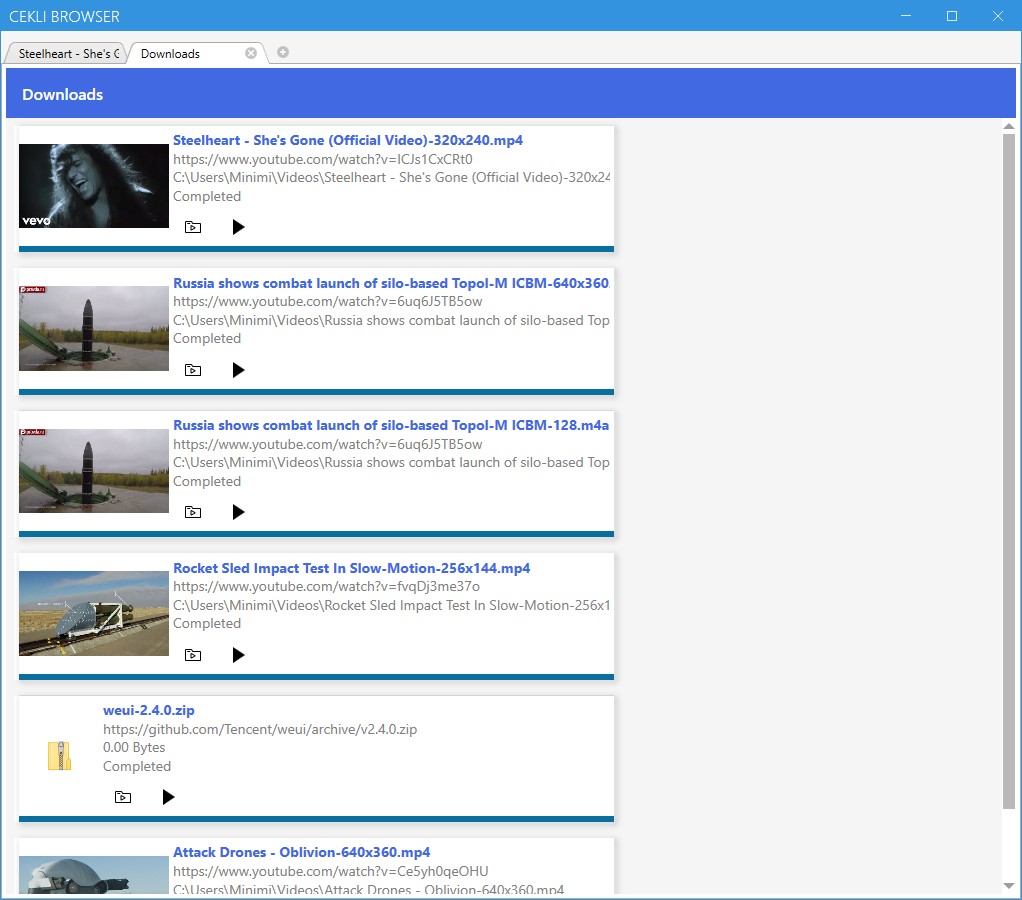 CEKLI BROWSER
Steelheart - She's G
Downloads
Downloads
Steelheart - She's Gone (Official Video)-320x240.mp4
https://www.youtube.com/watch?v=ICJs1CxCRt0
C:\Users\Minimi\Videos\Steelheart - She's Gone (Official Video)-320x24
Completed
vevo
Russia shows combat launch of silo-based Topol-M ICBM-640x360.
https://www.youtube.com/watch?v=6uq6J5TB5ow
C:\Users\Minimi\Videos\Russia shows combat launch of silo-based Top
Completed
Russia shows combat launch of silo-based Topol-M ICBM-128.m4a
https://www.youtube.com/watch?v=6uq6J5TB5ow
C:\Users\Minimi\Videos\Russia shows combat launch of silo-based Top
Completed
Rocket Sled Impact Test In Slow-Motion-256x144.mp4
https://www.youtube.com/watch?v=fvqDj3me37o
C:\Users\Minimi\Videos\Rocket Sled Impact Test In Slow-Motion-256x1
Completed
weui-2.4.0.zip
https://github.com/Tencent/weui/archive/v2.4.0.zip
0.00 Bytes
Completed
Attack Drones - Oblivion-640x360.mp4
https://www.youtube.com/watch?v=Ce5yh0qeOHU
C:\Users\Minimi\Videos\Attack Drones - Oblivion-640x360.mp4